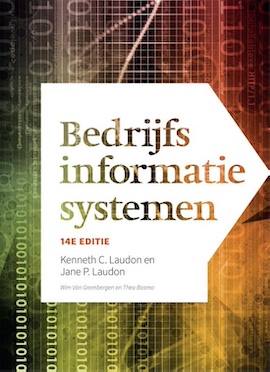 Bedrijfs
informatie
systemen
14E EDITIE
Kenneth C. Laudon en
Jane P. Laudon
Wim Van Grembergen en Theo Bosma